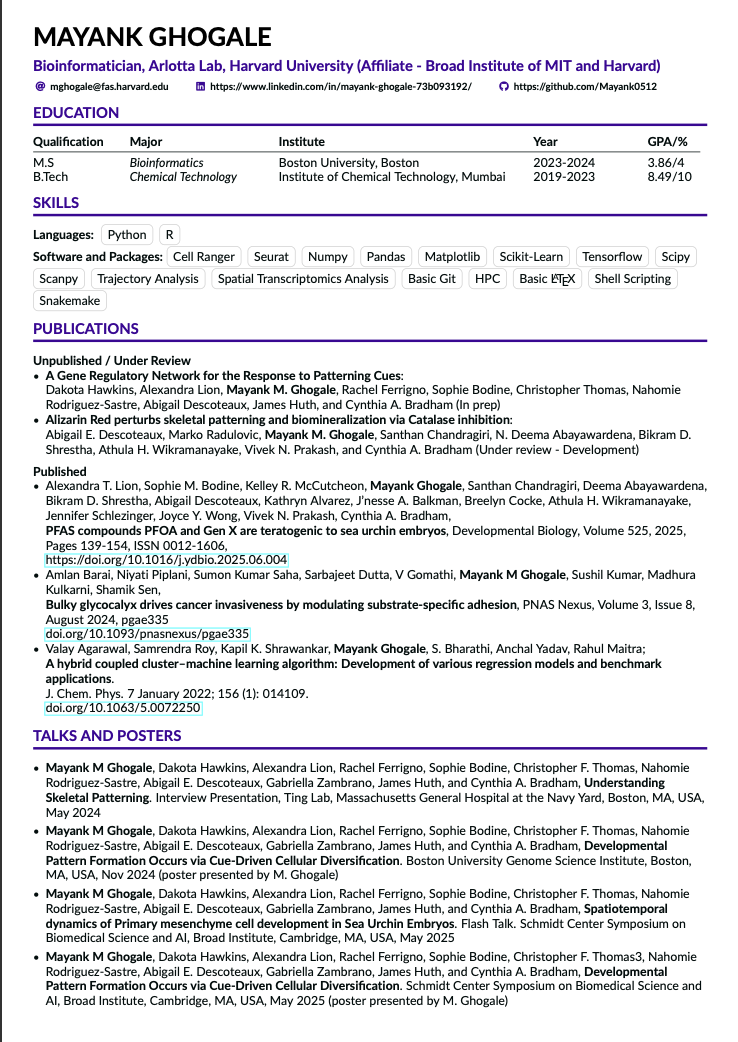 MAYANK GHOGALE
Bioinformatician, Arlotta Lab, Harvard University (Affiliate - Broad Institute of MIT and Harvard)
mghogale@fas.harvard.edu https://www.linkedin.com/in/mayank-ghogale-73b093192/ https://github.com/Mayank0512
EDUCATION
Qualification Major Institute Year GPA/%
M.S Bioinformatics Boston University, Boston 2023-2024 3.86/4
B.Tech Chemical Technology Institute of Chemical Technology, Mumbai 2019-2023 8.49/10
SKILLS
Languages: Python R
Software and Packages: Cell Ranger Seurat Numpy Pandas Matplotlib Scikit-Learn Tensorflow Scipy
Scanpy Trajectory Analysis Spatial Transcriptomics Analysis Basic Git HPC Basic LATEX Shell Scripting
Snakemake
PUBLICATIONS
Unpublished / Under Review
• A Gene Regulatory Network for the Response to Patterning Cues:
Dakota Hawkins, Alexandra Lion, Mayank M. Ghogale, Rachel Ferrigno, Sophie Bodine, Christopher Thomas, Nahomie
Rodriguez-Sastre, Abigail Descoteaux, James Huth, and Cynthia A. Bradham (In prep)
• Alizarin Red perturbs skeletal patterning and biomineralization via Catalase inhibition:
Abigail E. Descoteaux, Marko Radulovic, Mayank M. Ghogale, Santhan Chandragiri, N. Deema Abayawardena, Bikram D.
Shrestha, Athula H. Wikramanayake, Vivek N. Prakash, and Cynthia A. Bradham (Under review - Development)
Published
• Alexandra T. Lion, Sophie M. Bodine, Kelley R. McCutcheon, Mayank Ghogale, Santhan Chandragiri, Deema Abayawardena,
Bikram D. Shrestha, Abigail Descoteaux, Kathryn Alvarez, J'nesse A. Balkman, Breelyn Cocke, Athula H. Wikramanayake,
Jennifer Schlezinger, Joyce Y. Wong, Vivek N. Prakash, Cynthia A. Bradham,
PFAS compounds PFOA and Gen X are teratogenic to sea urchin embryos, Developmental Biology, Volume 525, 2025,
Pages 139-154, ISSN 0012-1606,
https://doi.org/10.1016/j.ydbio.2025.06.004
• Amlan Barai, Niyati Piplani, Sumon Kumar Saha, Sarbajeet Dutta, V Gomathi, Mayank M Ghogale, Sushil Kumar, Madhura
Kulkarni, Shamik Sen,
Bulky glycocalyx drives cancer invasiveness by modulating substrate-specific adhesion, PNAS Nexus, Volume 3, Issue 8,
August 2024, pgae335
doi.org/10.1093/pnasnexus/pgae335
• Valay Agarawal, Samrendra Roy, Kapil K. Shrawankar, Mayank Ghogale, S. Bharathi, Anchal Yadav, Rahul Maitra;
A hybrid coupled cluster–machine learning algorithm: Development of various regression models and benchmark
applications.
J. Chem. Phys. 7 January 2022; 156 (1): 014109.
doi.org/10.1063/5.0072250
TALKS AND POSTERS
• Mayank M Ghogale, Dakota Hawkins, Alexandra Lion, Rachel Ferrigno, Sophie Bodine, Christopher F. Thomas, Nahomie
Rodriguez-Sastre, Abigail E. Descoteaux, Gabriella Zambrano, James Huth, and Cynthia A. Bradham, Understanding
Skeletal Patterning. Interview Presentation, Ting Lab, Massachusetts General Hospital at the Navy Yard, Boston, MA, USA,
May 2024
• Mayank M Ghogale, Dakota Hawkins, Alexandra Lion, Rachel Ferrigno, Sophie Bodine, Christopher F. Thomas, Nahomie
Rodriguez-Sastre, Abigail E. Descoteaux, Gabriella Zambrano, James Huth, and Cynthia A. Bradham, Developmental
Pattern Formation Occurs via Cue-Driven Cellular Diversification. Boston University Genome Science Institute, Boston,
MA, USA, Nov 2024 (poster presented by M. Ghogale)
• Mayank M Ghogale, Dakota Hawkins, Alexandra Lion, Rachel Ferrigno, Sophie Bodine, Christopher F. Thomas, Nahomie
Rodriguez-Sastre, Abigail E. Descoteaux, Gabriella Zambrano, James Huth, and Cynthia A. Bradham, Spatiotemporal
dynamics of Primary mesenchyme cell development in Sea Urchin Embryos. Flash Talk. Schmidt Center Symposium on
Biomedical Science and AI, Broad Institute, Cambridge, MA, USA, May 2025
• Mayank M Ghogale, Dakota Hawkins, Alexandra Lion, Rachel Ferrigno, Sophie Bodine, Christopher F. Thomas3, Nahomie
Rodriguez-Sastre, Abigail E. Descoteaux, Gabriella Zambrano, James Huth, and Cynthia A. Bradham, Developmental
Pattern Formation Occurs via Cue-Driven Cellular Diversification. Schmidt Center Symposium on Biomedical Science and
AI, Broad Institute, Cambridge, MA, USA, May 2025 (poster presented by M. Ghogale)